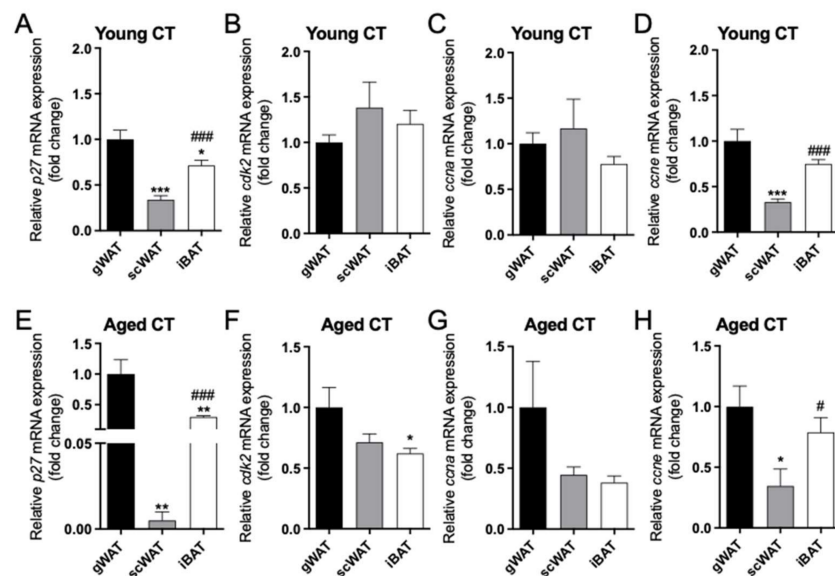 A
Young CT
Relative p27 mRNA expression
(fold change)
1.5
1.0
0.5
0.0
***
###
*
gWAT
scWAT
iBAT
B
Young CT
Relative cdk2 mRNA expression
(fold change)
2.0
1.5
1.0
0.5
0.0
gWAT
scWAT
iBAT
C
Young CT
Relative ccna mRNA expression
(fold change)
2.0
1.5
1.0
0.5
0.0
gWAT
scWAT
iBAT
D
Young CT
Relative ccne mRNA expression
(fold change)
1.5
1.0
0.5
0.0
***
###
gWAT
scWAT
iBAT
E
Aged CT
Relative p27 mRNA expression
(fold change)
1.5
1.0
0.5
0.05
0.00
**
###
**
gWAT
scWAT
iBAT
F
Aged CT
Relative cdk2 mRNA expression
(fold change)
1.5
1.0
0.5
0.0
*
gWAT
scWAT
iBAT
G
Aged CT
Relative ccna mRNA expression
(fold change)
1.5
1.0
0.5
0.0
gWAT
scWAT
iBAT
H
Aged CT
Relative ccne mRNA expression
(fold change)
1.5
1.0
0.5
0.0
*
#
gWAT
scWAT
iBAT